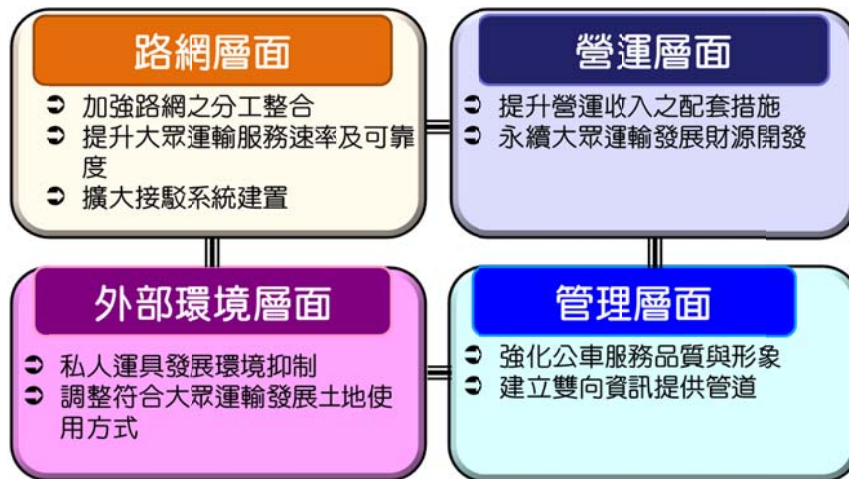 路網層面
加強路網之分工整合
提升大眾運輸服務速率及可靠
度
擴大接駁系統建置
營運層面
提升營運收入之配套措施
永續大眾運輸發展財源開發
外部環境層面
私人運具發展環境抑制
調整符合大眾運輸發展土地使
用方式
管理層面
強化公車服務品質與形象
建立雙向資訊提供管道